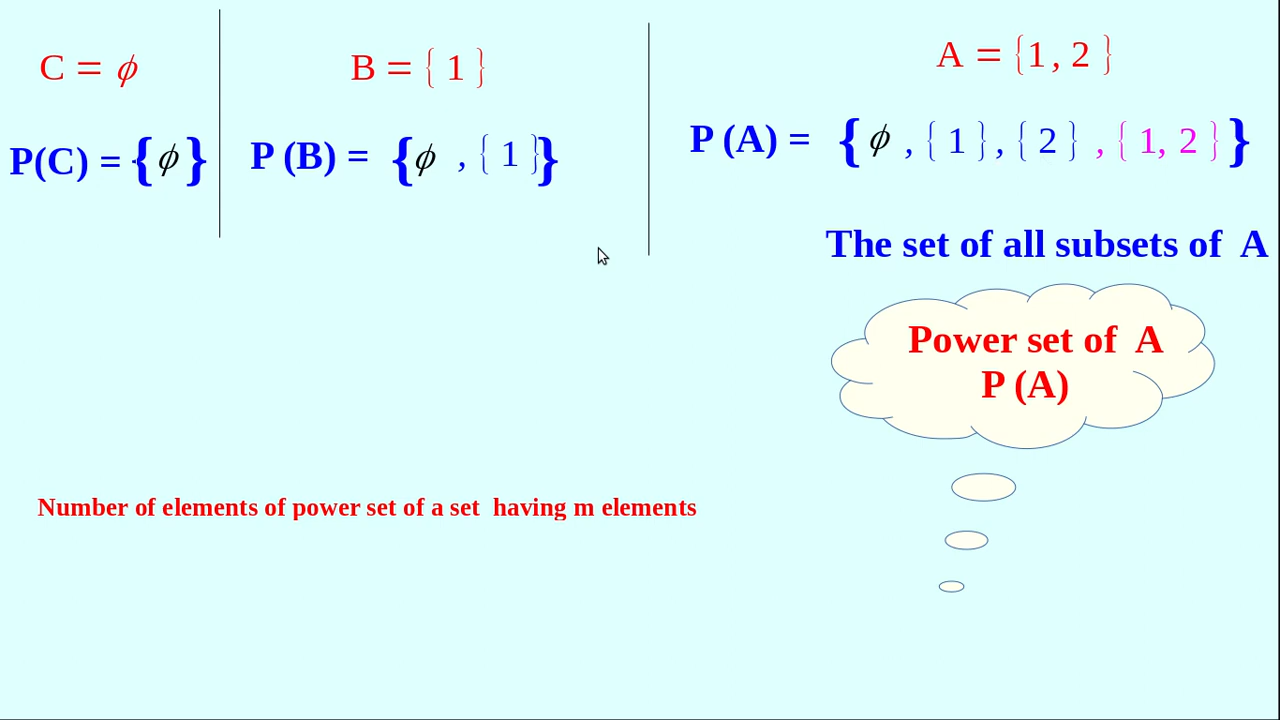 C = ϕ
P(C) = {ϕ}
B = { 1 }
P (B) = {ϕ , { 1 }}
A = {1, 2 }
P (A) = { ϕ , { 1 }, { 2 } , { 1, 2 } }
The set of all subsets of A
Power set of A
P (A)
Number of elements of power set of a set having m elements